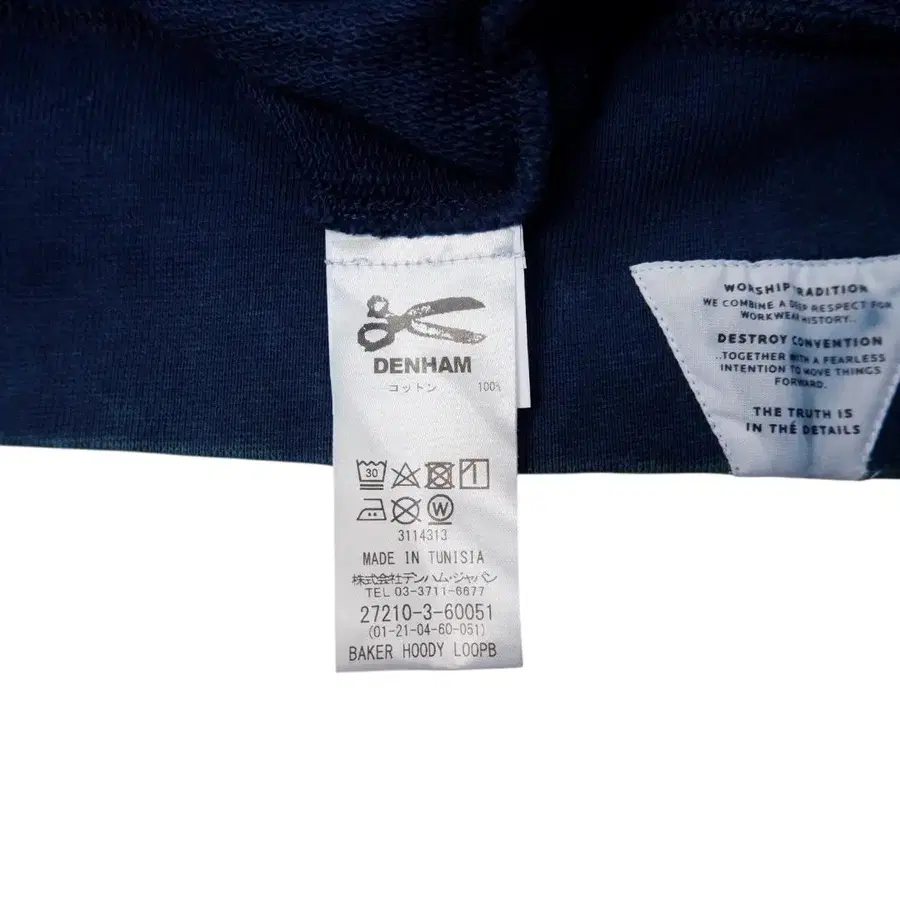 DENHAM
コットン 100%
30
W
3114313
MADE IN TUNISIA
株式会社デンハム・ジャパン
TEL 03-3711-6877
27210-3-60051
(01-21-04-60-051)
BAKER HOODY LOOPB
WORSHIP TRADITION
WE COMBINE A DEEP RESPECT FOR
WORKWEAR HISTORY..
DESTROY CONVENTION
..TOGETHER WITH A FEARLESS
INTENTION TO MOVE THINGS
FORWARD.
THE TRUTH IS
IN THE DETAILS